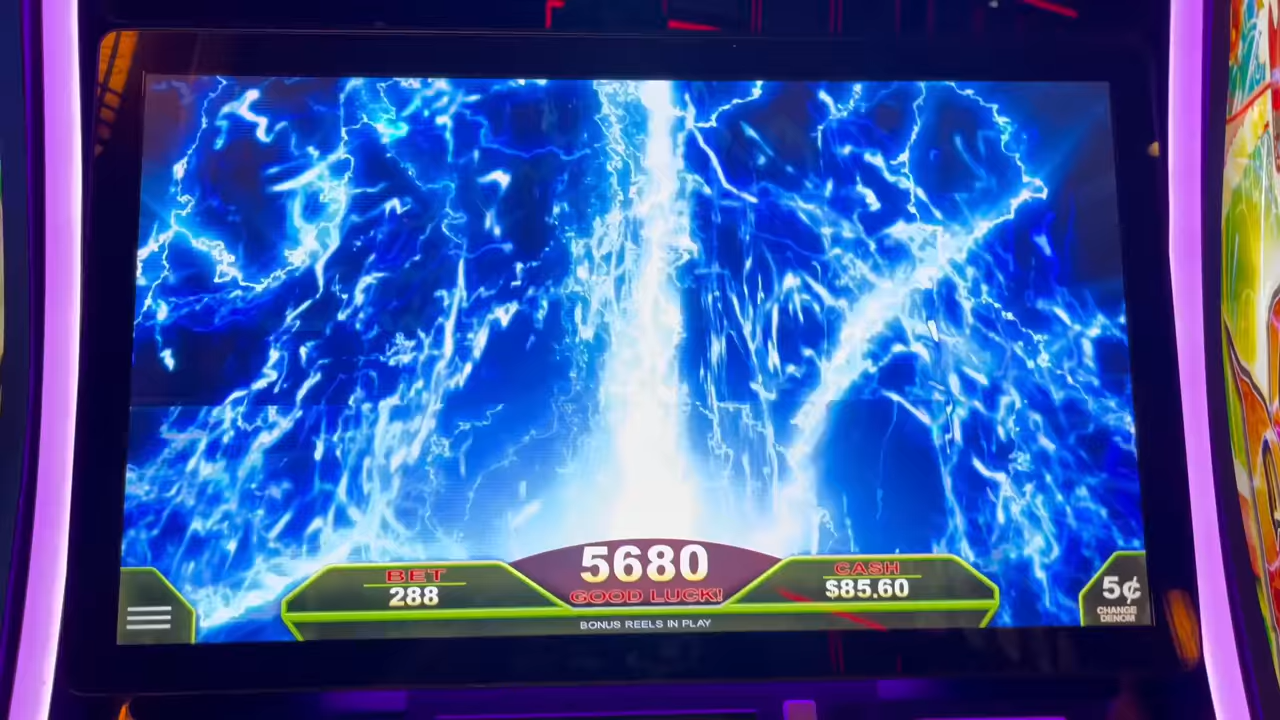 5680
GOOD LUCK!
BET
288
CASH
$85.60
5¢
CHANGE
DENOM
BONUS REELS IN PLAY